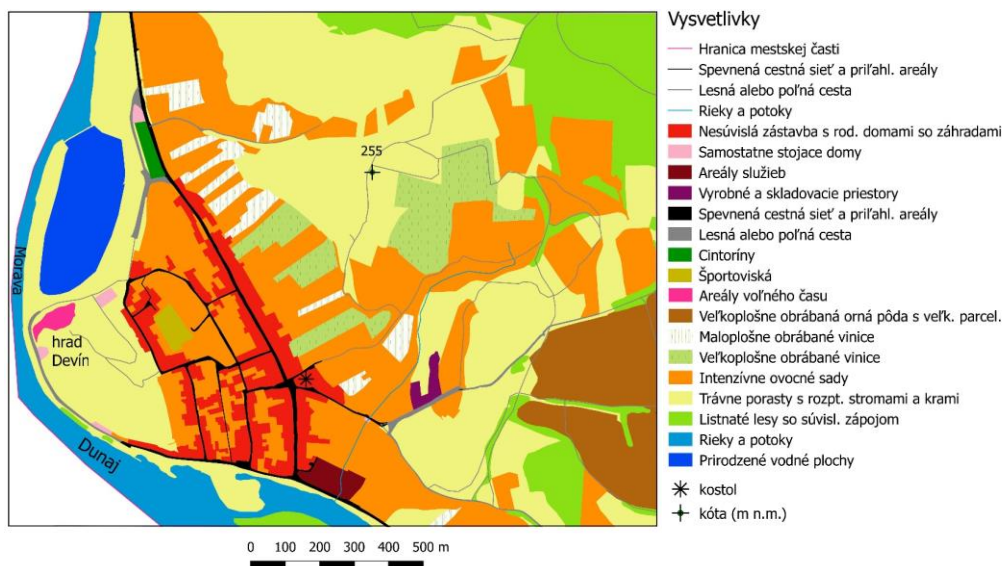 255
Morava
hrad
Devín
Dunaj
0 100 200 300 400 500 m
Vysvetlivky
Hranica mestskej časti
Spevnená cestná sieť a priľahl. areály
Lesná alebo poľná cesta
Rieky a potoky
Nesúvislá zástavba s rod. domami so záhradami
Samostatne stojace domy
Areály služieb
Vyrobné a skladovacie priestory
Spevnená cestná sieť a priľahl. areály
Lesná alebo poľná cesta
Cintoríny
Športoviská
Areály voľného času
Veľkoplošne obrábaná orná pôda s veľk. parcel.
Maloplošne obrábané vinice
Veľkoplošne obrábané vinice
Intenzívne ovocné sady
Trávne porasty s rozpt. stromami a krami
Listnaté lesy so súvisl. zápojom
Rieky a potoky
Prirodzené vodné plochy
kostol
kóta (m n.m.)